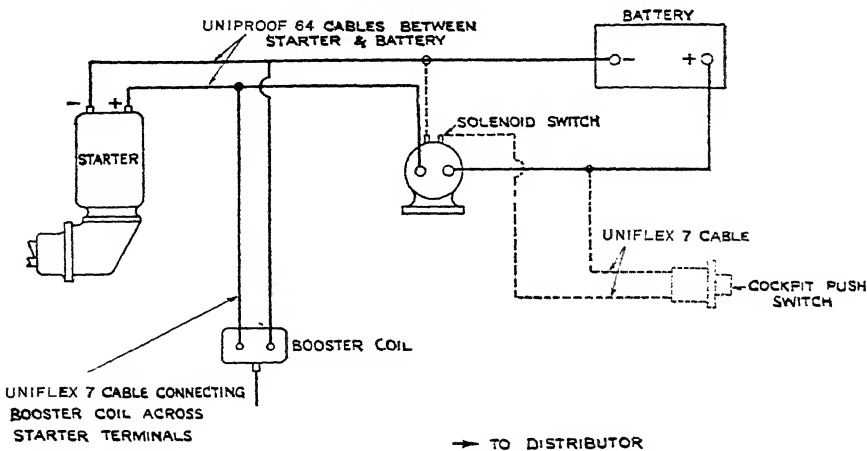 UNIPROOF 64 CABLES BETWEEN
STARTER & BATTERY
BATTERY
- +
- +
STARTER
SOLENOID SWITCH
UNIFLEX 7 CABLE
COCKPIT PUSH
SWITCH
BOOSTER COIL
UNIFLEX 7 CABLE CONNECTING
BOOSTER COIL ACROSS
STARTER TERMINALS
TO DISTRIBUTOR